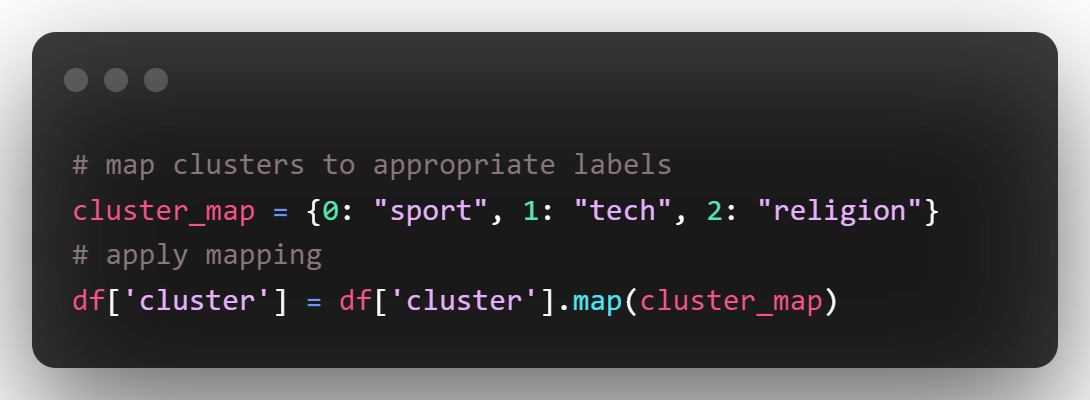 # map clusters to appropriate labels
cluster_map = {0: "sport", 1: "tech", 2: "religion"}
# apply mapping
df['cluster'] = df['cluster'].map(cluster_map)